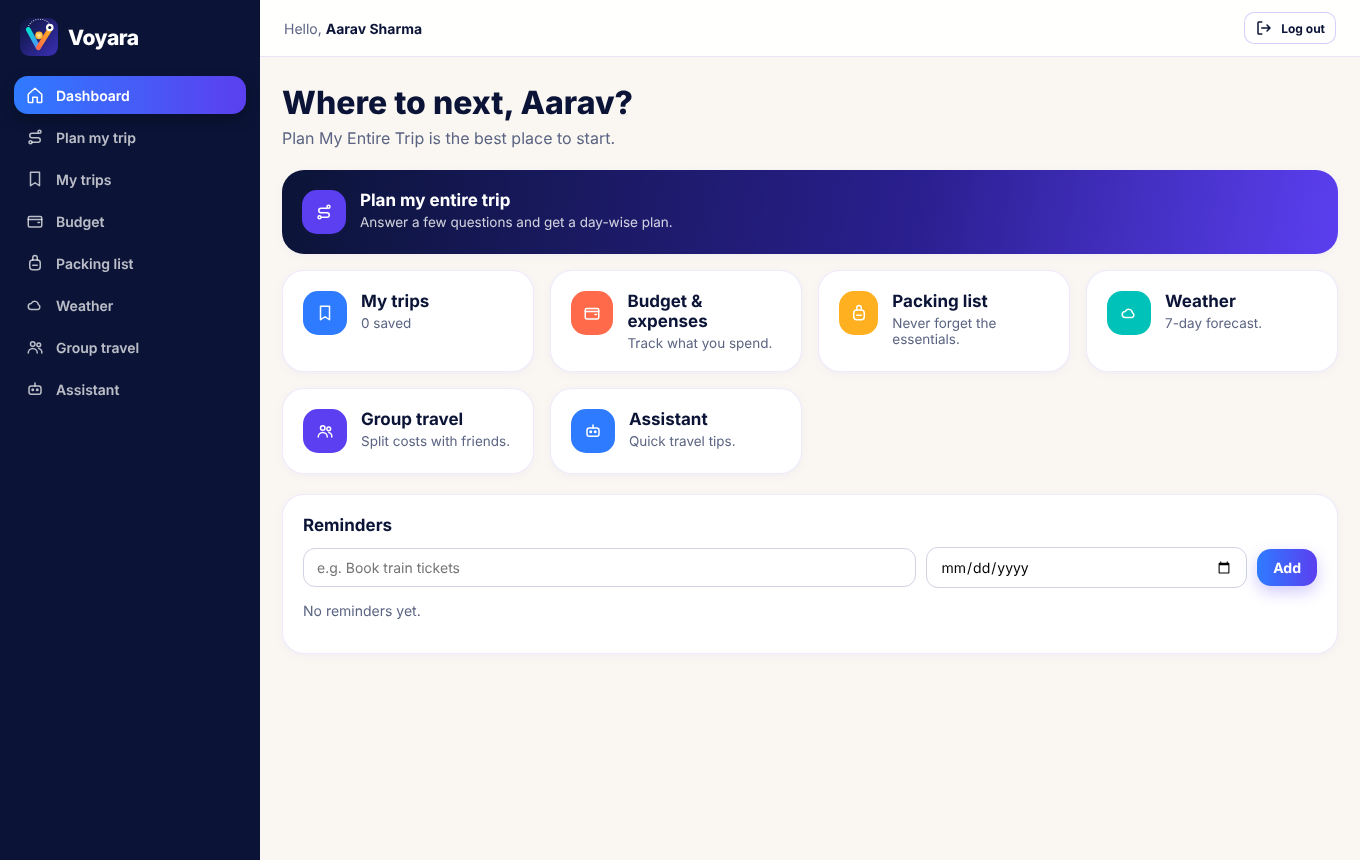 Voyara
Dashboard
Plan my trip
My trips
Budget
Packing list
Weather
Group travel
Assistant
Hello, Aarav Sharma
Log out
Where to next, Aarav?
Plan My Entire Trip is the best place to start.
Plan my entire trip
Answer a few questions and get a day-wise plan.
My trips
0 saved
Budget &
expenses
Track what you spend.
Packing list
Never forget the
essentials.
Weather
7-day forecast.
Group travel
Split costs with friends.
Assistant
Quick travel tips.
Reminders
e.g. Book train tickets
mm/dd/yyyy
Add
No reminders yet.